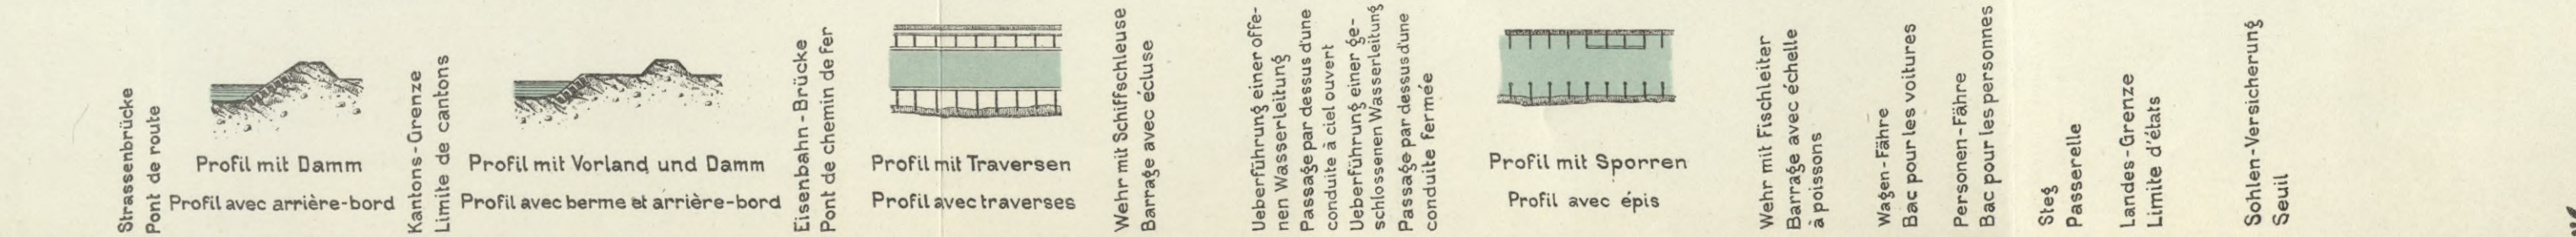 Strassenbrücke
Pont de route
Profil mit Damm
Profil avec arrière-bord
Kantons-Grenze
Limite de cantons
Profil mit Vorland und Damm
Profil avec berme et arrière-bord
Eisenbahn-Brücke
Pont de chemin de fer
Profil mit Traversen
Profil avec traverses
Wehr mit Schiffschleuse
Barrage avec écluse
Ueberführung einer offe-
nen Wasserleitung
Passage par dessus d'une
conduite à ciel ouvert
Ueberführung einer ge-
schlossenen Wasserleitung
Passage par dessus d'une
conduite fermée
Profil mit Sporren
Profil avec épis
Wehr mit Fischleiter
Barrage avec échelle
à poissons
Wagen-Fähre
Bac pour les voitures
Personen-Fähre
Bac pour les personnes
Steg
Passerelle
Landes-Grenze
Limite d'états
Sohlen-Versicherung
Seuil